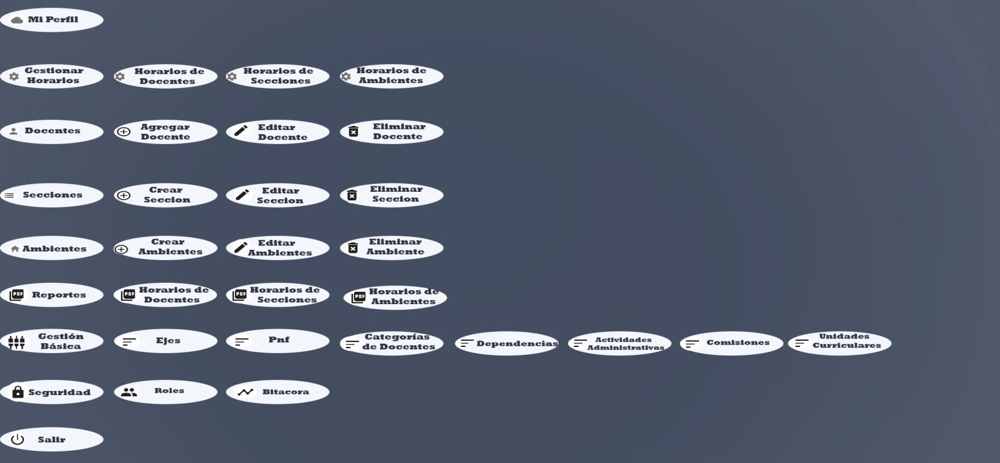 Mi Perfil
Gestionar
Horarios
Horarios de
Docentes
Horarios de
Secciones
Horarios de
Ambientes
Docentes
Agregar
Docente
Editar
Docente
Eliminar
Docente
Secciones
Crear
Seccion
Editar
Seccion
Eliminar
Seccion
Ambientes
Crear
Ambientes
Editar
Ambientes
Eliminar
Ambiente
PDF
Reportes
PDF
Horarios de
Docentes
PDF
Horarios de
Secciones
PDF
Horarios de
Ambientes
Gestión
Básica
Ejes
Pnf
Categorías
de Docentes
Dependencias
Actividades
Administrativas
Comisiones
Unidades
Curriculares
Seguridad
Roles
Bitacora
Salir